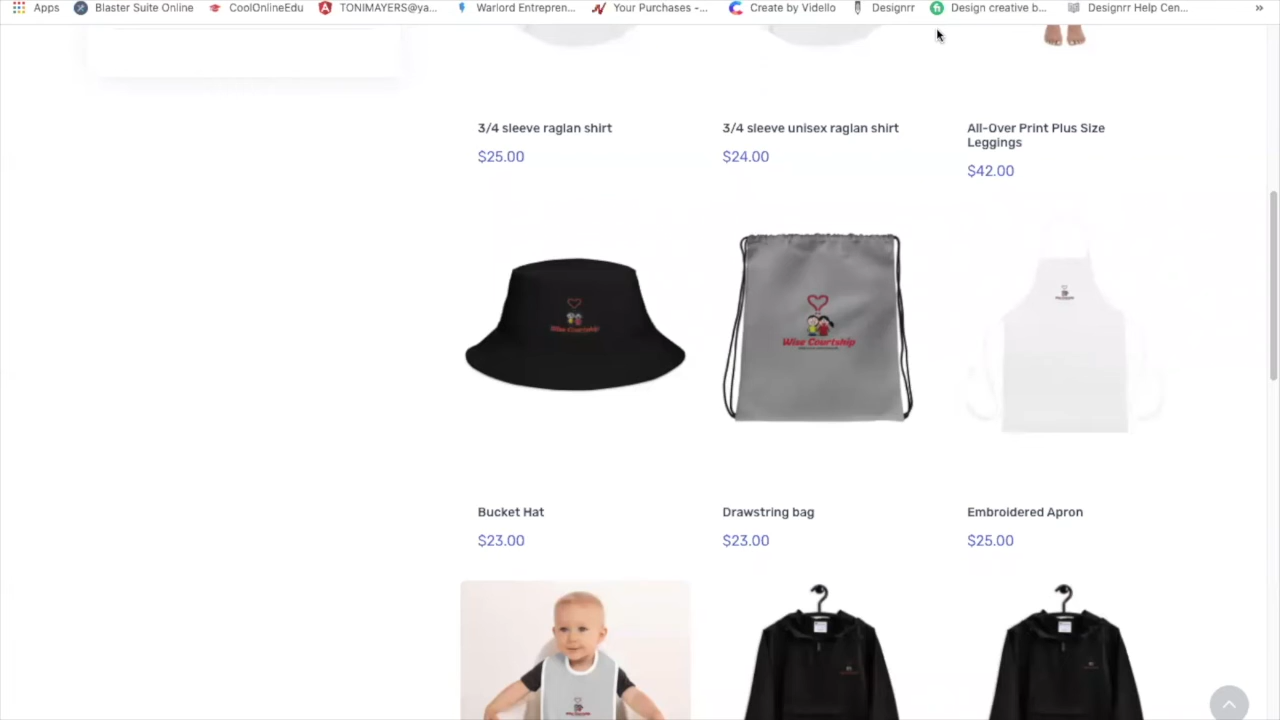 Apps Blaster Suite Online CoolOnlineEdu TONIMAYERS@ya... Warlord Entrepren... Your Purchases -... Create by Vidello Designrr Design creative b... Designrr Help Cen... »
3/4 sleeve raglan shirt 3/4 sleeve unisex raglan shirt All-Over Print Plus Size
Leggings
$25.00 $24.00
$42.00
Wise Courtship
Wise Courtship
Bucket Hat Drawstring bag Embroidered Apron
$23.00 $23.00 $25.00